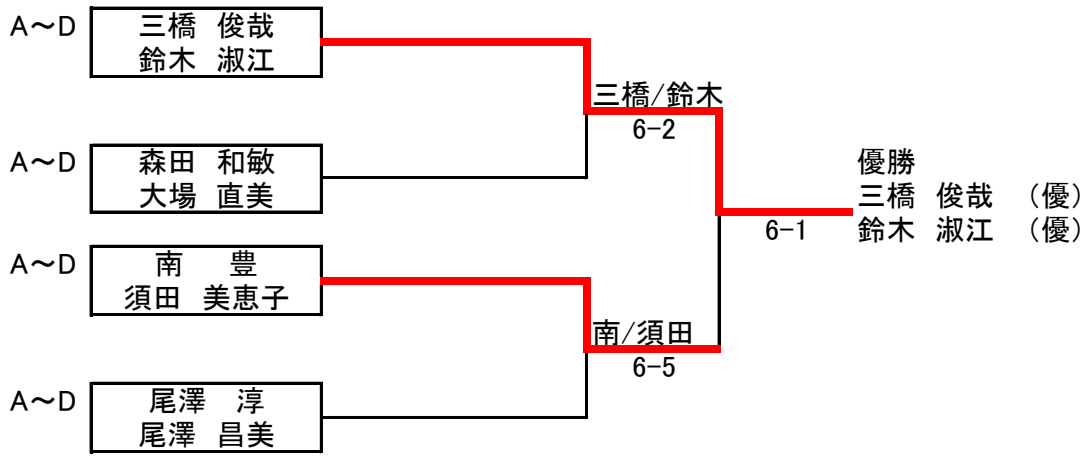 A～D
三橋　俊哉
鈴木　淑江
三橋/鈴木
6-2
A～D
森田　和敏
大場　直美
優勝
三橋　俊哉　（優）
6-1
鈴木　淑江　（優）
A～D
南　　豊
須田　美恵子
南/須田
6-5
A～D
尾澤　淳
尾澤　昌美